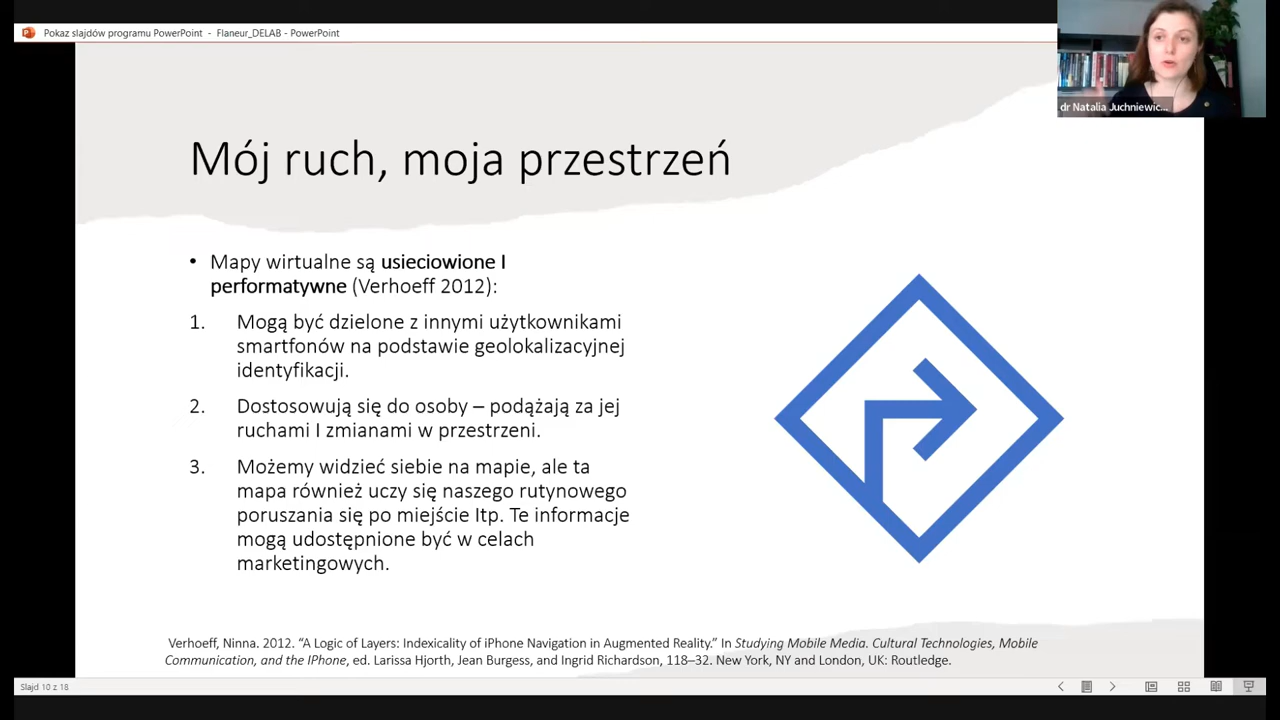 Pokaz slajdów programu PowerPoint - Flaneur_DELAB - PowerPoint
dr Natalia Juchniewic...
Mój ruch, moja przestrzeń
• Mapy wirtualne są usieciowione I
performatywne (Verhoeff 2012):
1. Mogą być dzielone z innymi użytkownikami
smartfonów na podstawie geolokalizacyjnej
identyfikacji.
2. Dostosowują się do osoby – podążają za jej
ruchami I zmianami w przestrzeni.
3. Możemy widzieć siebie na mapie, ale ta
mapa również uczy się naszego rutynowego
poruszania się po miejście Itp. Te informacje
mogą udostępnione być w celach
marketingowych.
Verhoeff, Ninna. 2012. “A Logic of Layers: Indexicality of iPhone Navigation in Augmented Reality.” In Studying Mobile Media. Cultural Technologies, Mobile
Communication, and the IPhone, ed. Larissa Hjorth, Jean Burgess, and Ingrid Richardson, 118–32. New York, NY and London, UK: Routledge.
Slajd 10 z 18